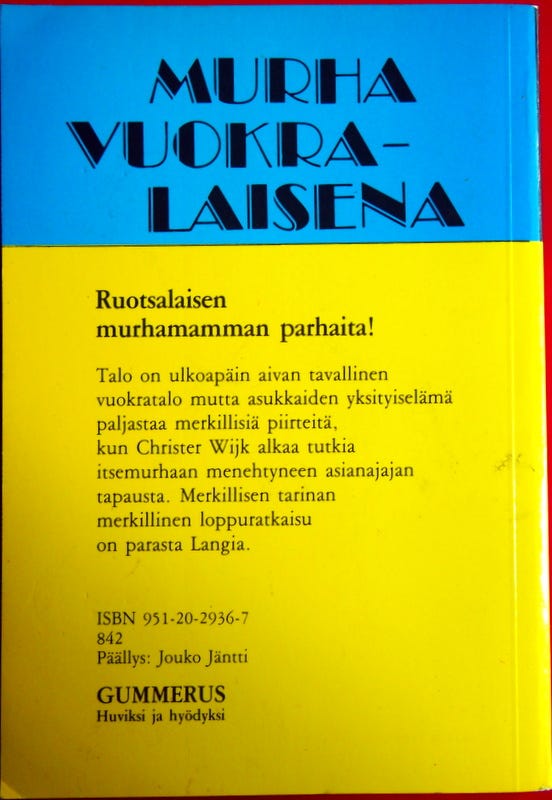 MURHA
VUOKRA-
LAISENA
Ruotsalaisen
murhamamman parhaita!
Talo on ulkoapäin aivan tavallinen
vuokratalo mutta asukkaiden yksityiselämä
paljastaa merkillisiä piirteitä,
kun Christer Wijk alkaa tutkia
itsemurhaan menehtyneen asianajajan
tapausta. Merkillisen tarinan
merkillinen loppuratkaisu
on parasta Langia.
ISBN 951-20-2936-7
842
Päällys: Jouko Jäntti
GUMMERUS
Huviksi ja hyödyksi